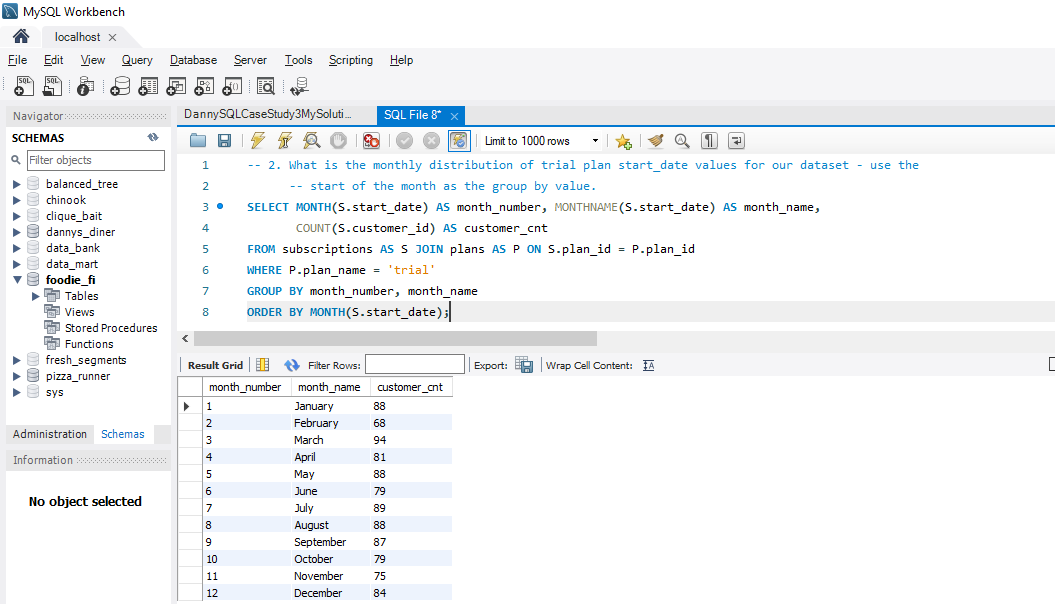 MySQL Workbench
localhost
File Edit View Query Database Server Tools Scripting Help
Navigator
SCHEMAS
Filter objects
balanced_tree
chinook
clique_bait
dannys_diner
data_bank
data_mart
foodie_fi
Tables
Views
Stored Procedures
Functions
fresh_segments
pizza_runner
sys
Administration Schemas
Information
No object selected
DannySQLCaseStudy3MySoluti... SQL File 8*
Limit to 1000 rows
1 -- 2. What is the monthly distribution of trial plan start_date values for our dataset - use the
2 -- start of the month as the group by value.
3 SELECT MONTH(S.start_date) AS month_number, MONTHNAME(S.start_date) AS month_name,
4 COUNT(S.customer_id) AS customer_cnt
5 FROM subscriptions AS S JOIN plans AS P ON S.plan_id = P.plan_id
6 WHERE P.plan_name = 'trial'
7 GROUP BY month_number, month_name
8 ORDER BY MONTH(S.start_date);
Result Grid Filter Rows: Export: Wrap Cell Content:
month_number month_name customer_cnt
1 January 88
2 February 68
3 March 94
4 April 81
5 May 88
6 June 79
7 July 89
8 August 88
9 September 87
10 October 79
11 November 75
12 December 84